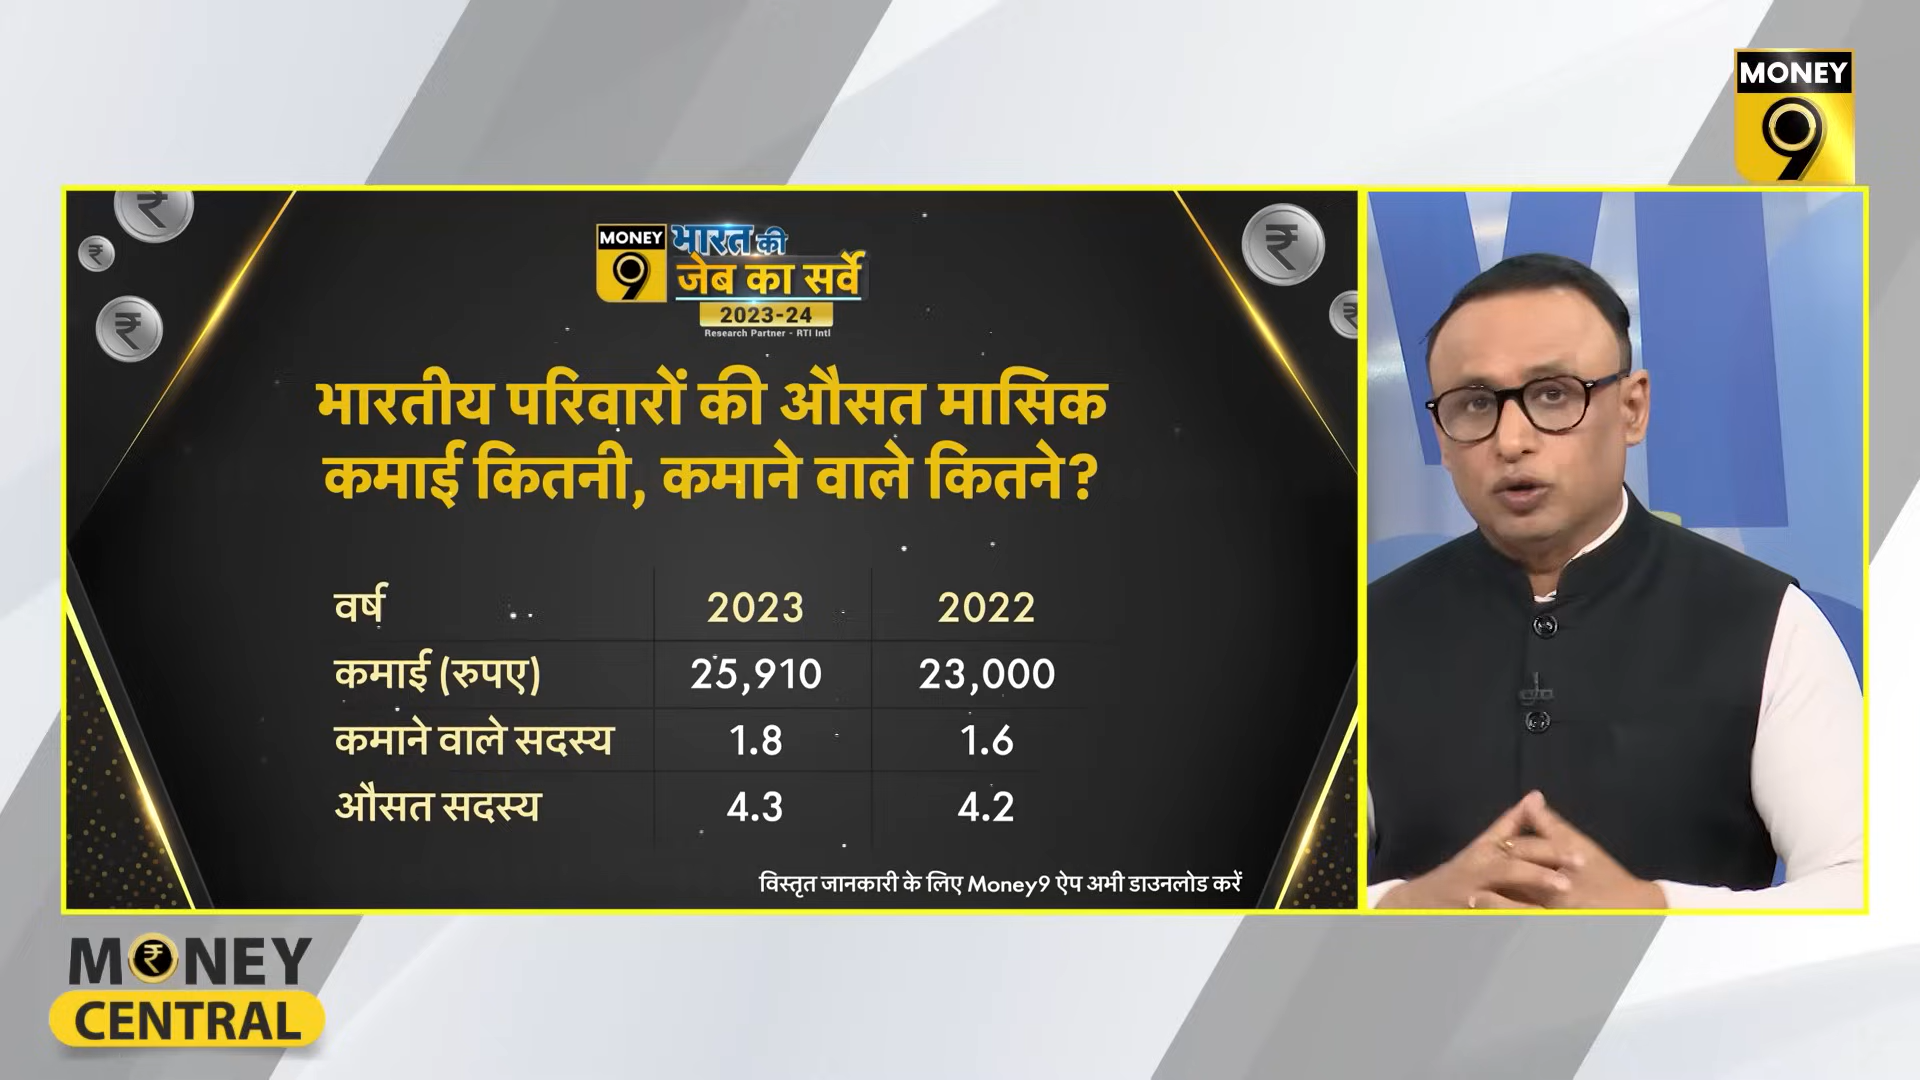 MONEY
9
MONEY
9
भारत की
जेब का सर्वे
2023-24
Research Partner - RTI Intl
भारतीय परिवारों की औसत मासिक
कमाई कितनी, कमाने वाले कितने?
वर्ष 2023 2022
कमाई (रुपए) 25,910 23,000
कमाने वाले सदस्य 1.8 1.6
औसत सदस्य 4.3 4.2
विस्तृत जानकारी के लिए Money9 ऐप अभी डाउनलोड करें
MONEY
CENTRAL